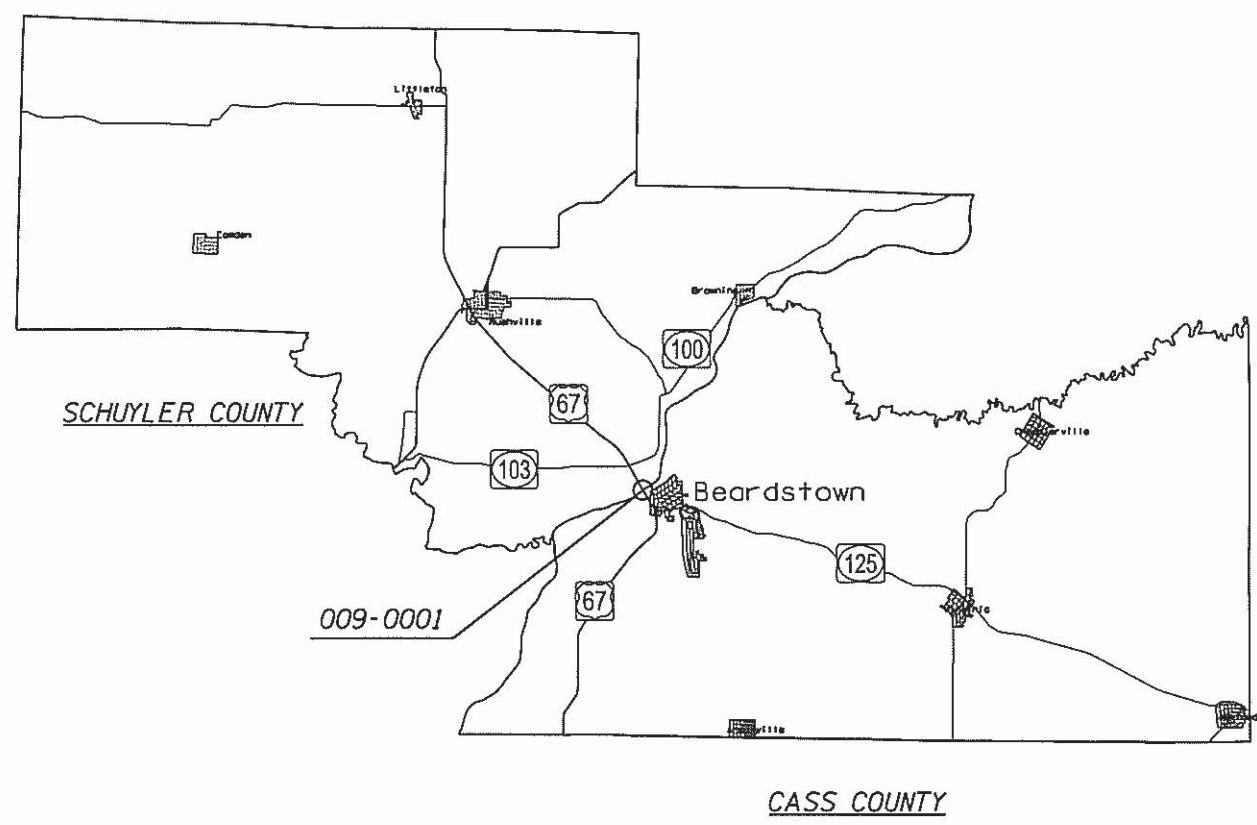 Littleton
Camden
Rushville
Browning
100
67
SCHUYLER COUNTY
103
Beardstown
125
67
009-0001
CASS COUNTY